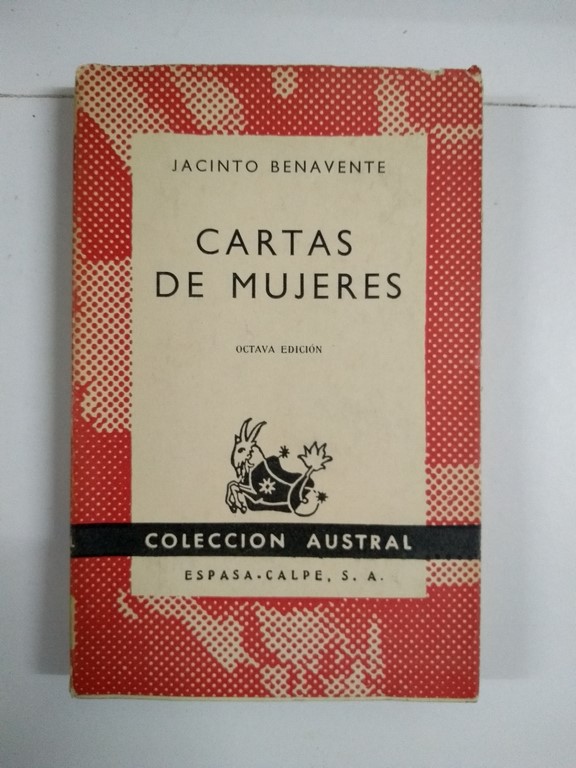 JACINTO BENAVENTE
CARTAS
DE MUJERES
OCTAVA EDICIÓN
COLECCION AUSTRAL
ESPASA-CALPE, S. A.